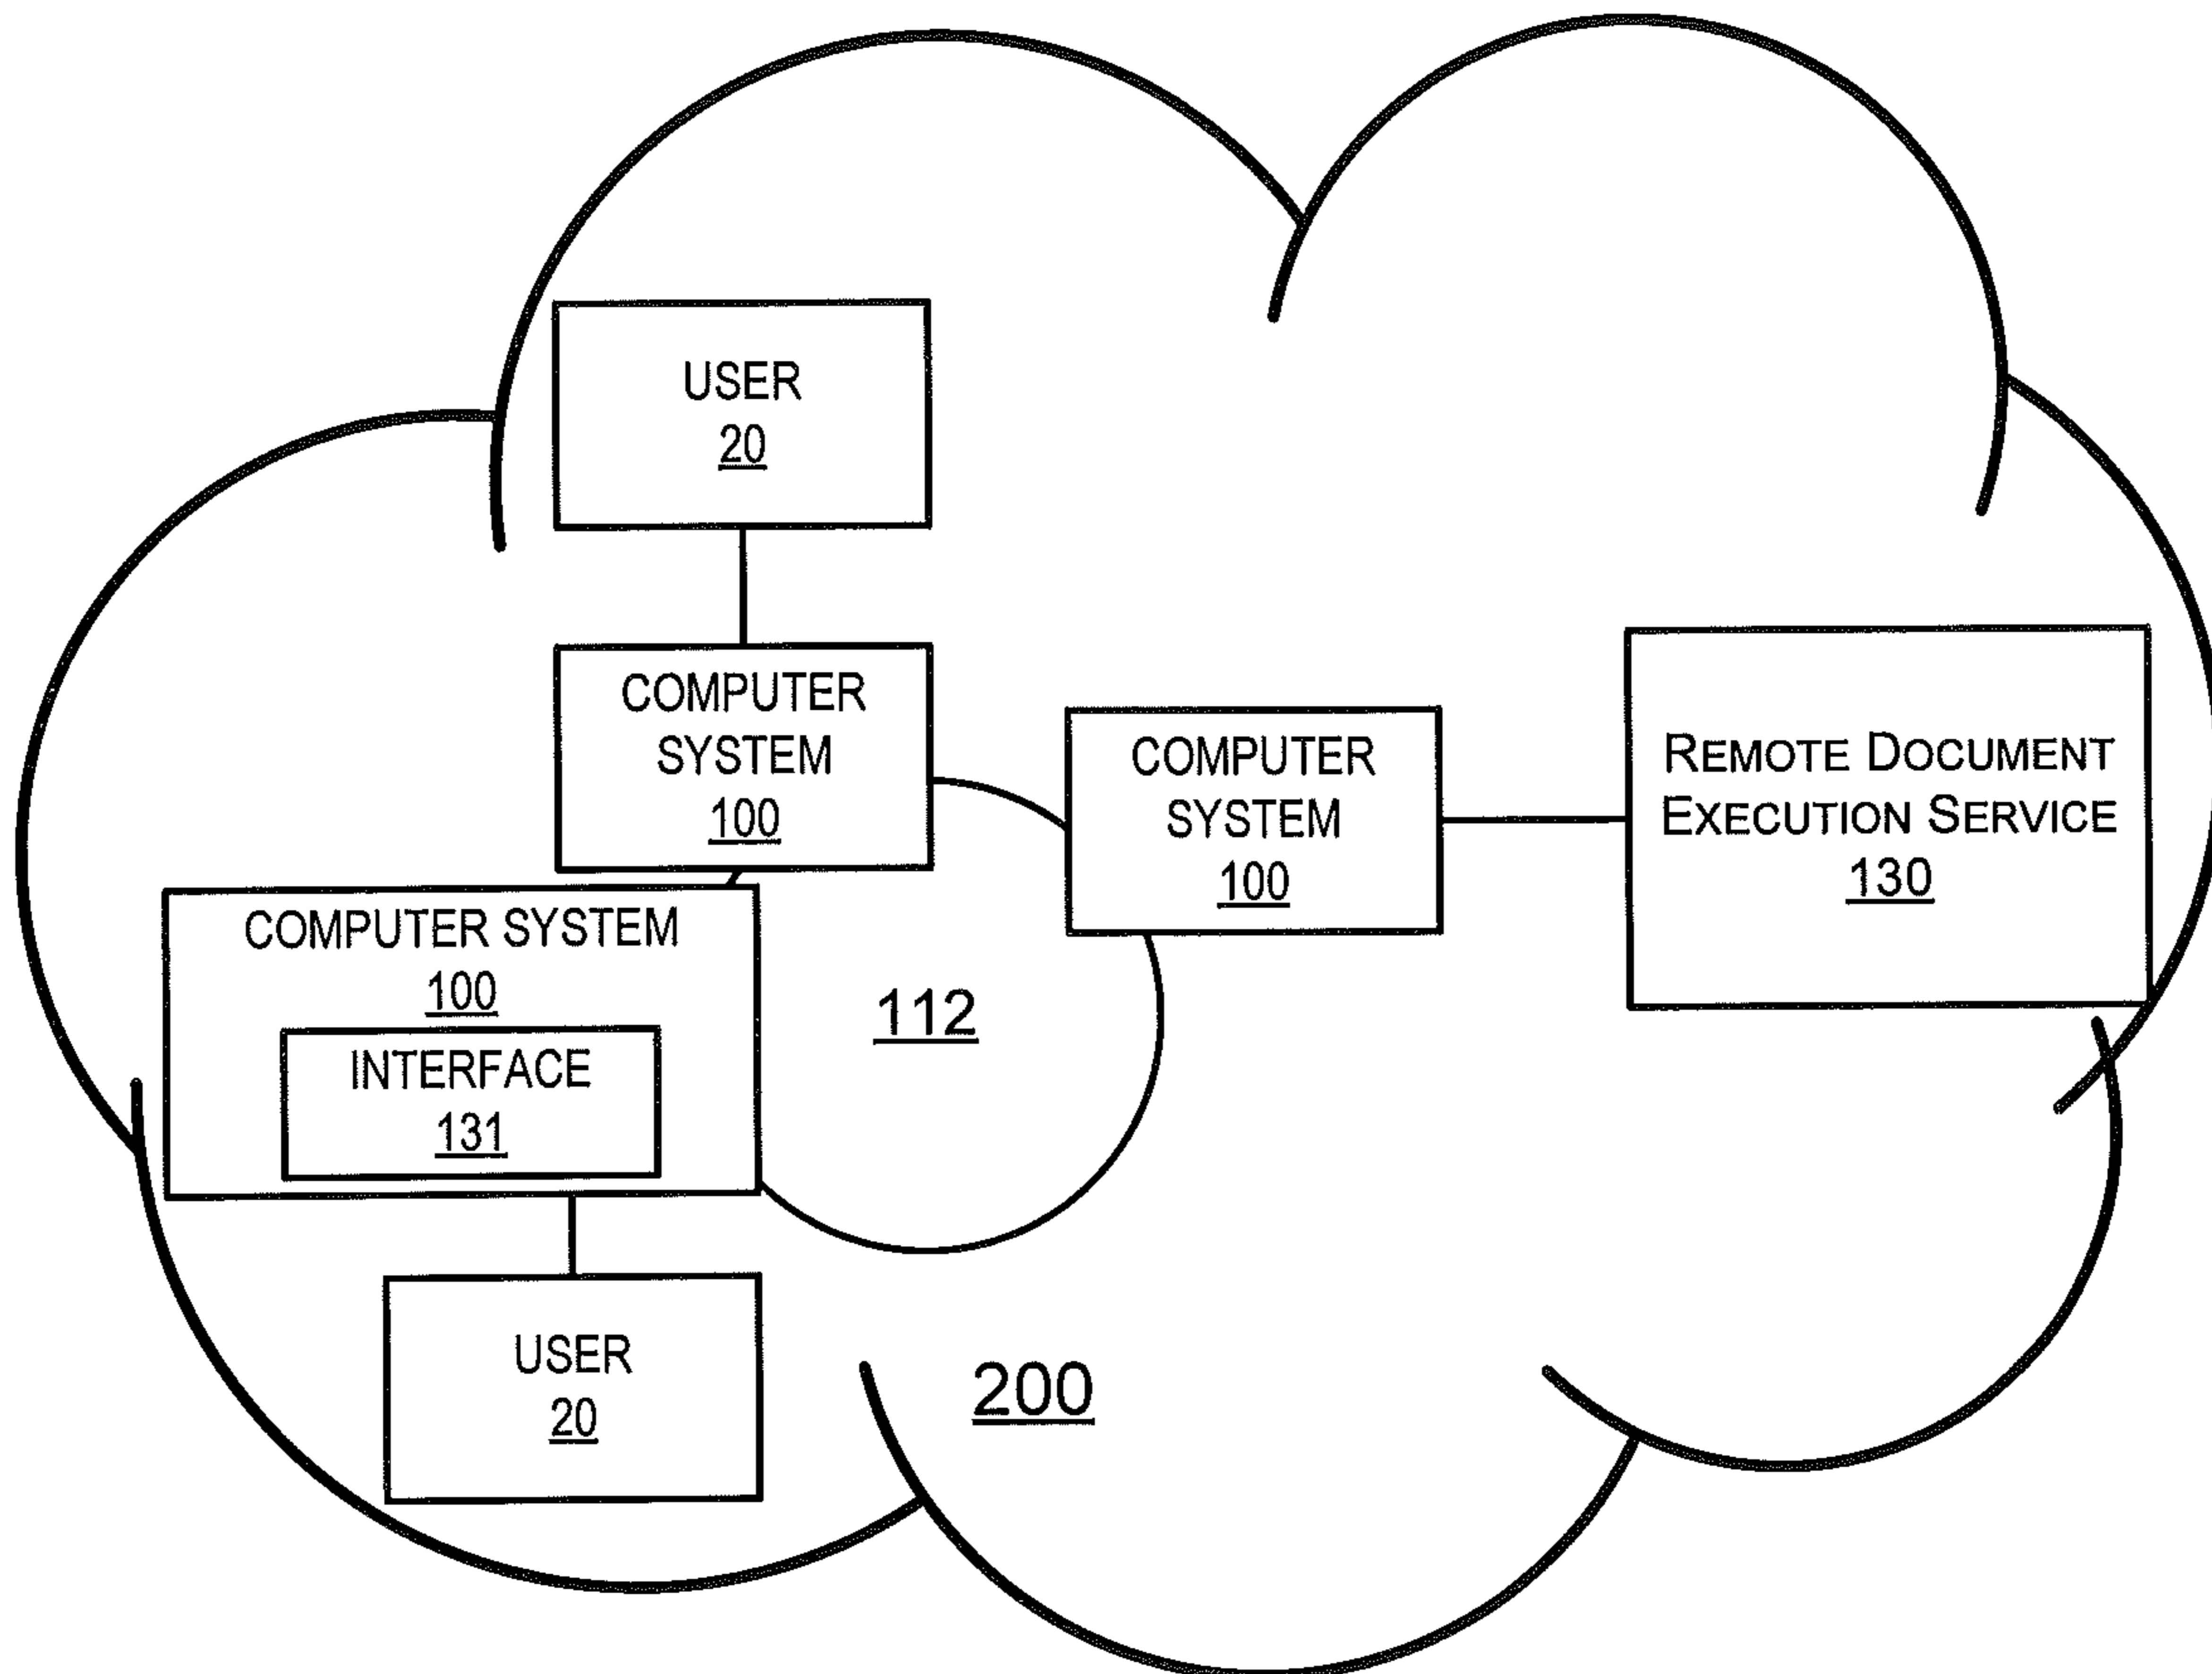 USER
20
COMPUTER
SYSTEM
100
COMPUTER
SYSTEM
100
REMOTE DOCUMENT
EXECUTION SERVICE
130
COMPUTER SYSTEM
100
INTERFACE
131
112
USER
20
200